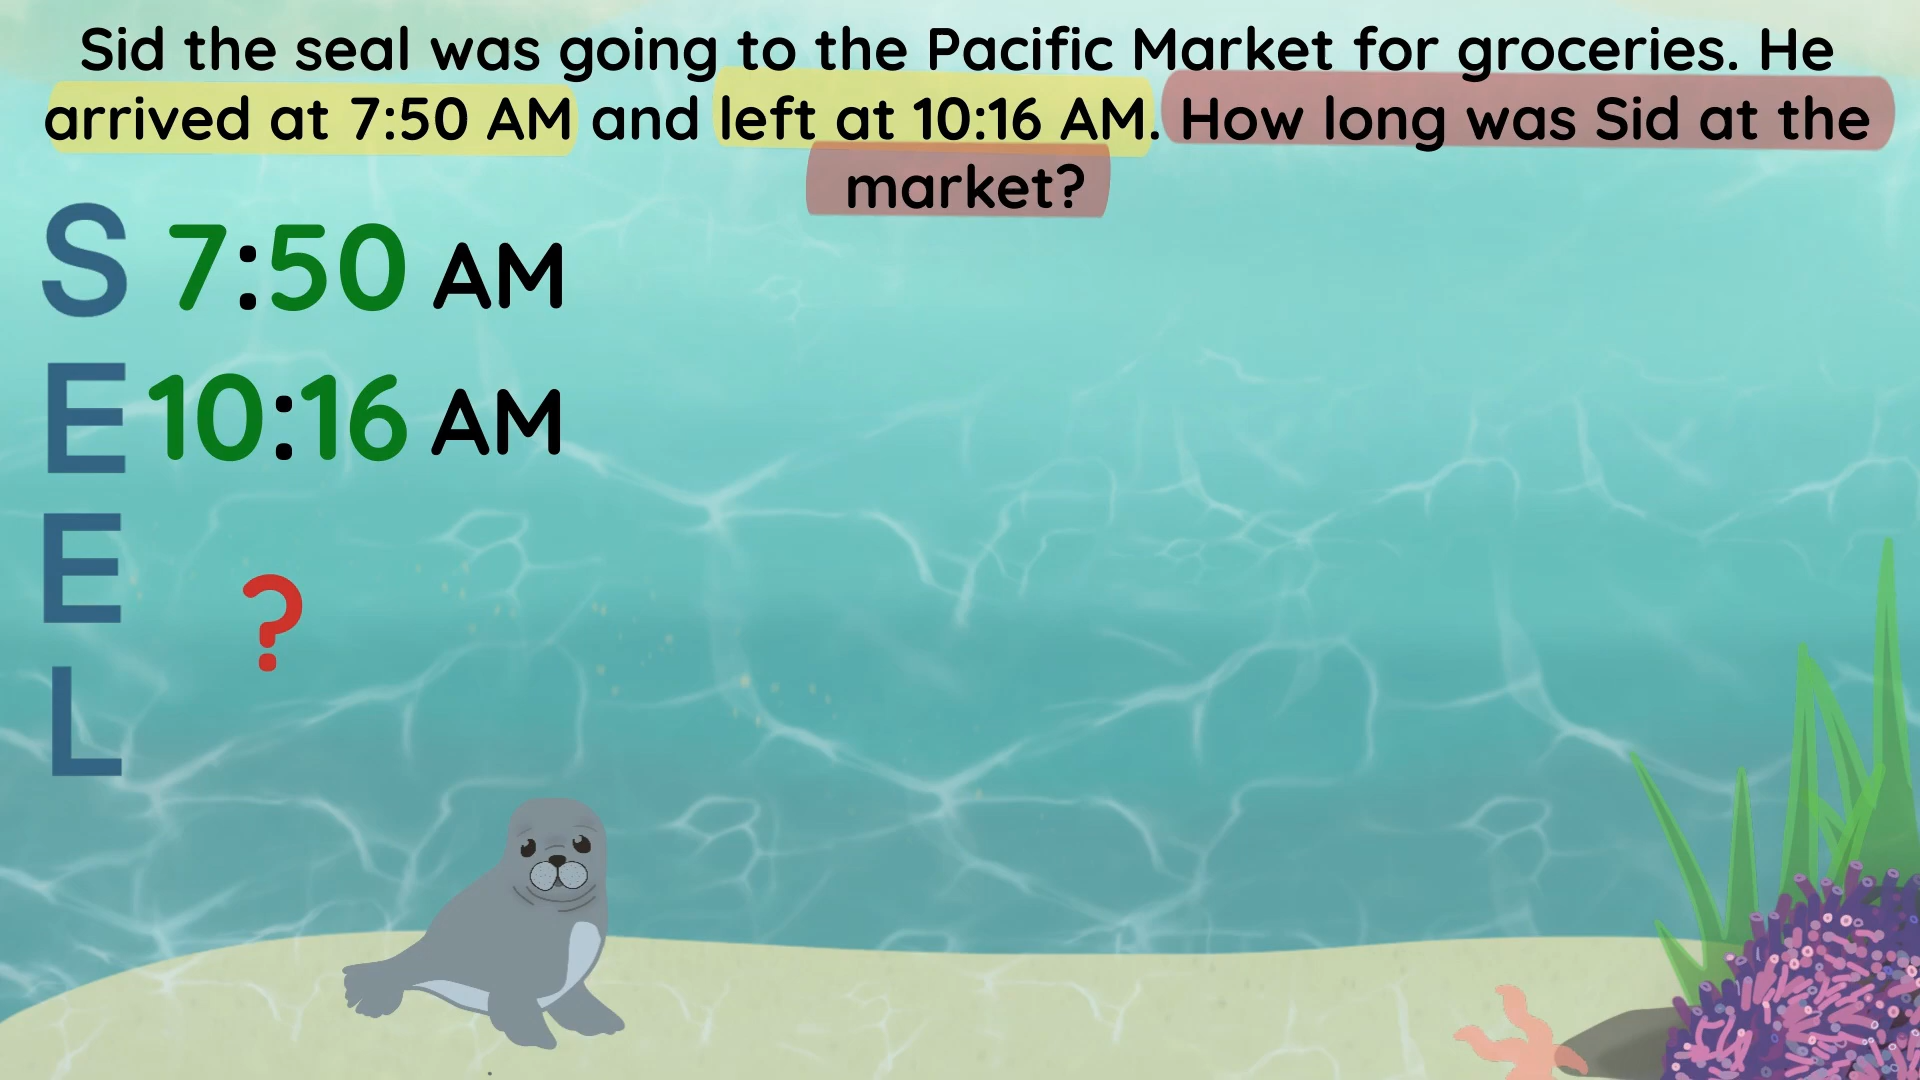 Sid the seal was going to the Pacific Market for groceries. He
arrived at 7:50 AM and left at 10:16 AM. How long was Sid at the
market?
S 7:50 AM
E 10:16 AM
E ?
L